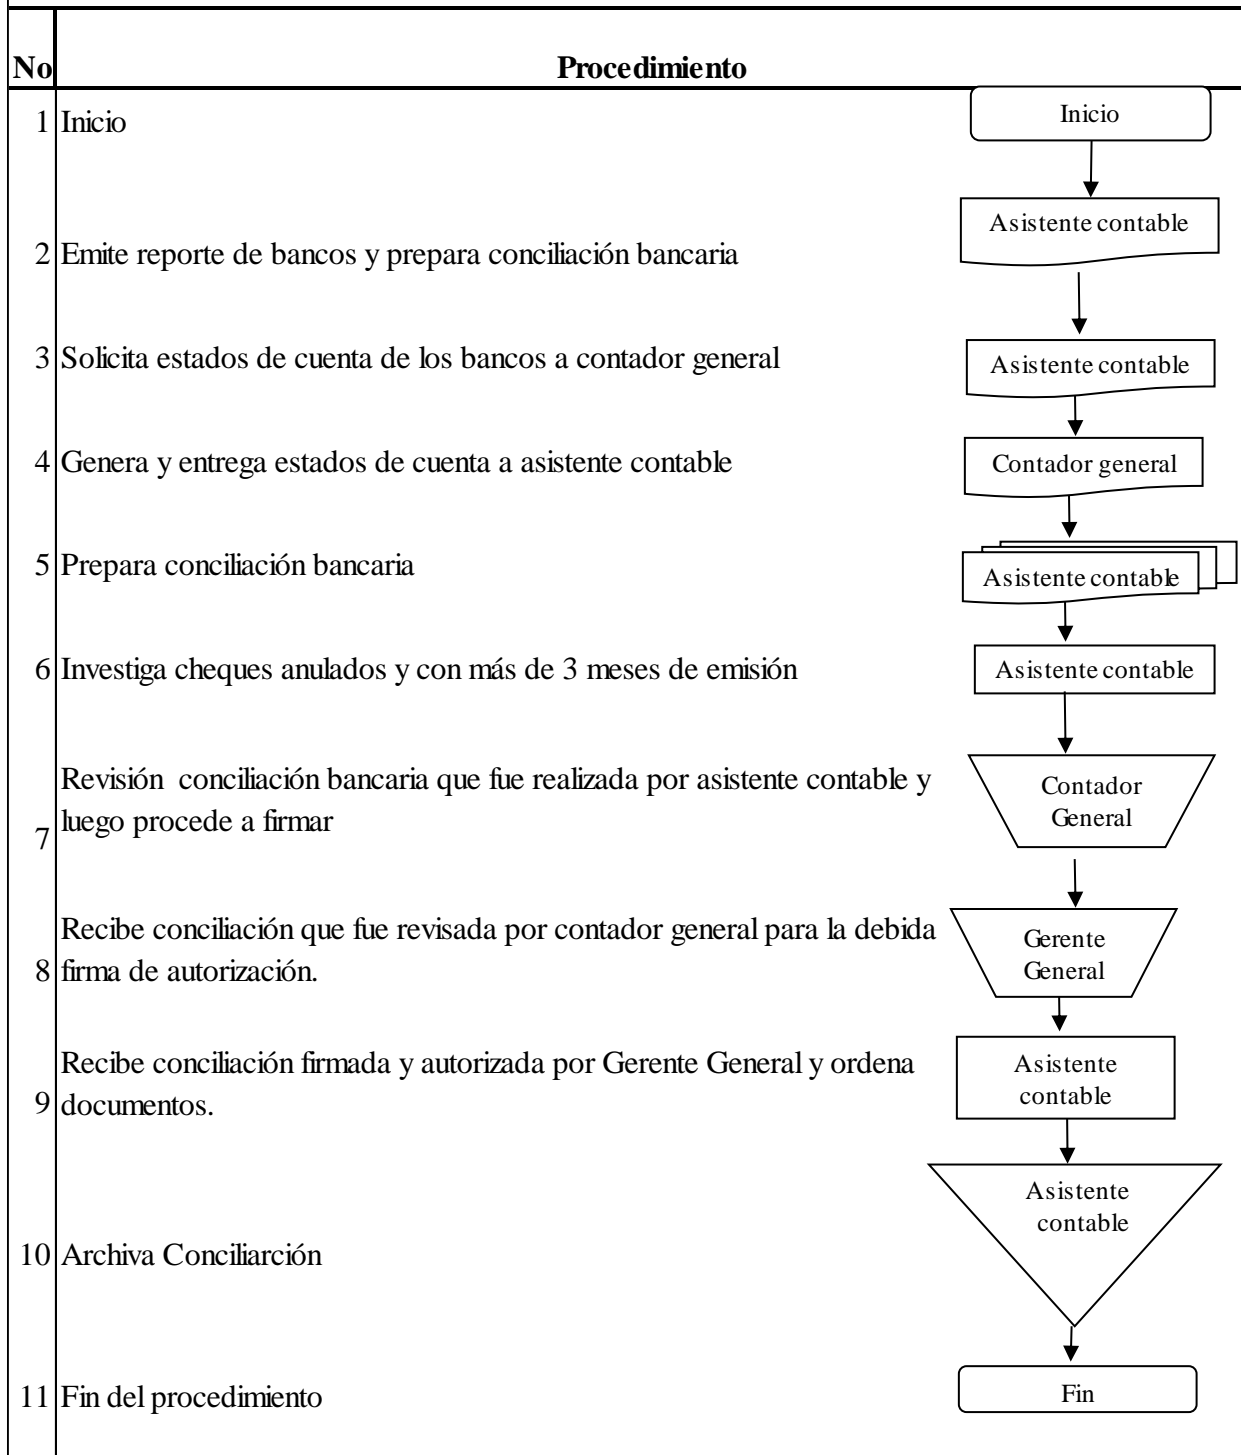 No Procedimiento
1 Inicio
Inicio
2 Emite reporte de bancos y prepara conciliación bancaria
Asistente contable
3 Solicita estados de cuenta de los bancos a contador general
Asistente contable
4 Genera y entrega estados de cuenta a asistente contable
Contador general
5 Prepara conciliación bancaria
Asistente contable
6 Investiga cheques anulados y con más de 3 meses de emisión
Asistente contable
Revisión conciliación bancaria que fue realizada por asistente contable y
7 luego procede a firmar
Contador
General
Recibe conciliación que fue revisada por contador general para la debida
8 firma de autorización.
Gerente
General
Recibe conciliación firmada y autorizada por Gerente General y ordena
9 documentos.
Asistente
contable
10 Archiva Conciliarción
Asistente
contable
11 Fin del procedimiento
Fin